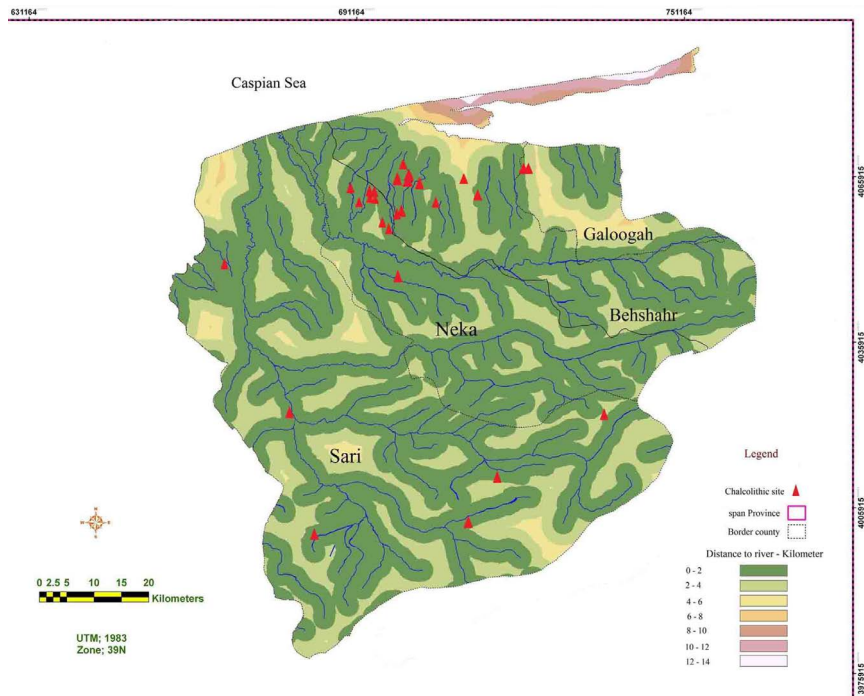 631164 691164 751164
Caspian Sea
4065915
Galoogah
Behshahr
Neka
4035915
Sari
Legend
Chalcolithic site
span Province
Border county
4005915
Distance to river - Kilometer
0 - 2
2 - 4
4 - 6
6 - 8
8 - 10
10 - 12
12 - 14
0 2.5 5 10 15 20
Kilometers
UTM; 1983
Zone; 39N
3975915